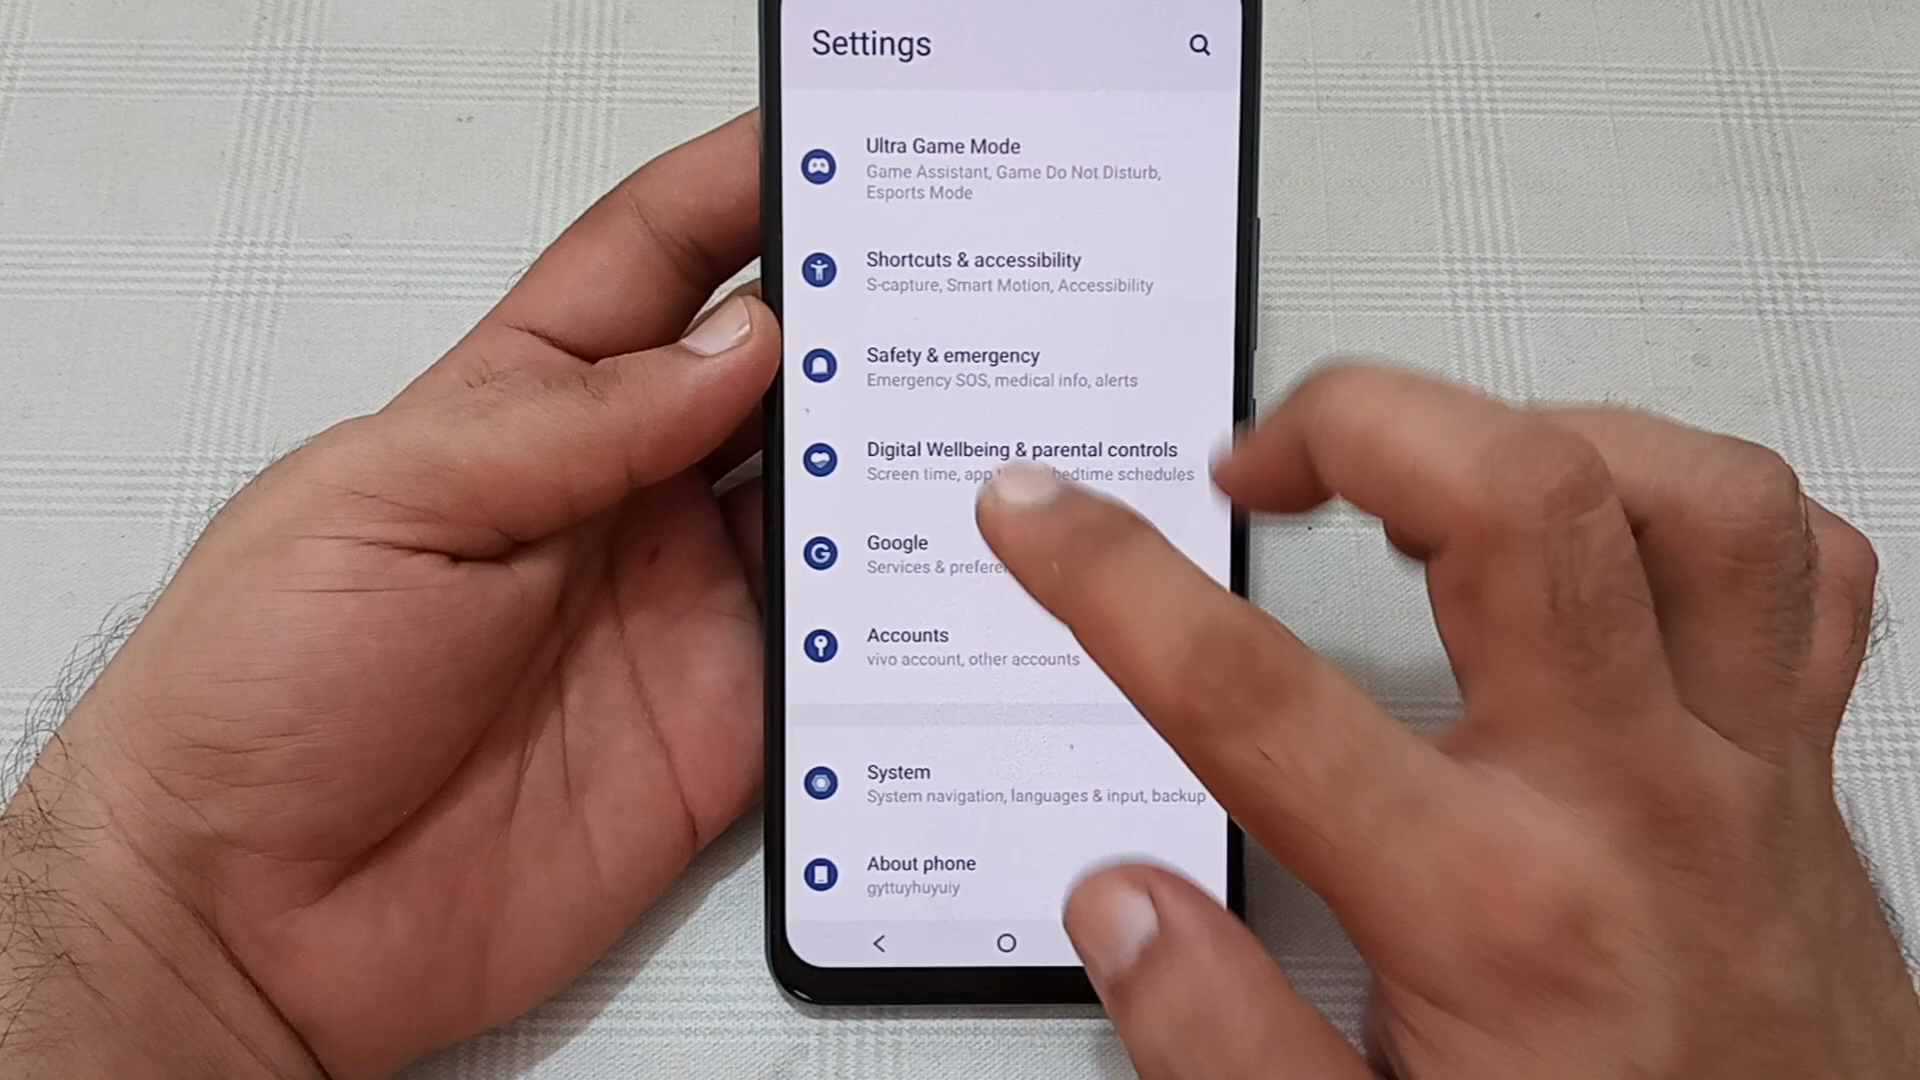 Settings
Ultra Game Mode
Game Assistant, Game Do Not Disturb,
Esports Mode
Shortcuts & accessibility
S-capture, Smart Motion, Accessibility
Safety & emergency
Emergency SOS, medical info, alerts
Digital Wellbeing & parental controls
Screen time, app bedtime schedules
Google
Services &
Accounts
vivo account, other accounts
System
System navigation, languages & input, backup
About phone
gyttuyhuyuiy